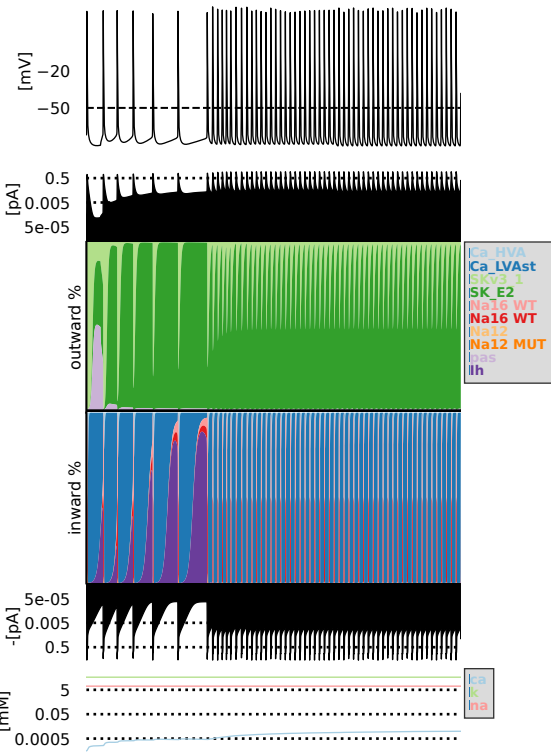 [mV]
−20
−50
[pA]
0.5
0.005
5e-05
outward %
Ca_HVA
Ca_LVAst
SKv3_1
SK_E2
Na16 WT
Na16 WT
Na12
Na12 MUT
pas
Ih
inward %
-[pA]
5e-05
0.005
0.5
[mM]
5
0.05
0.0005
ca
k
na